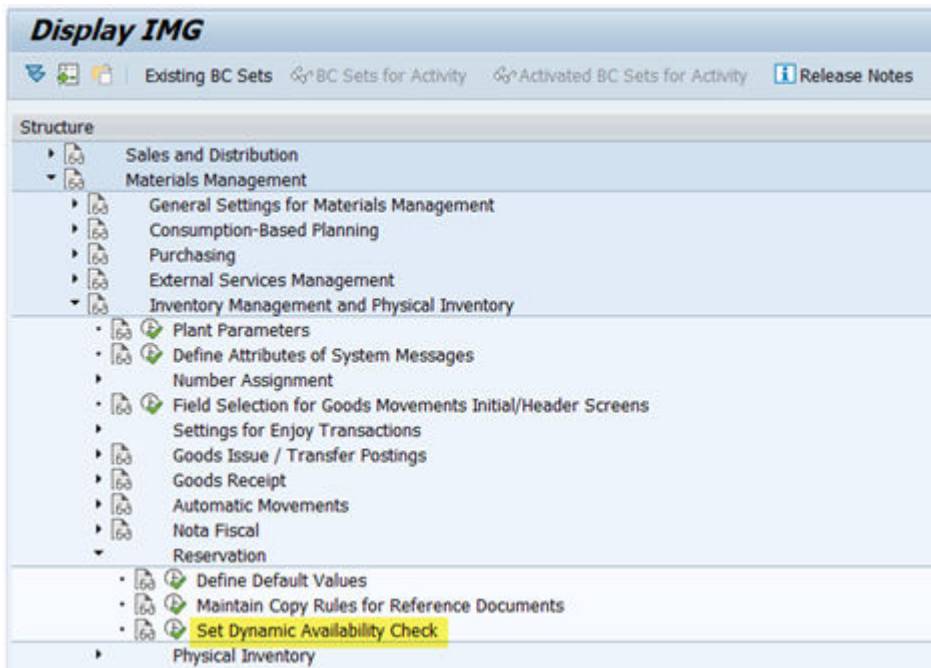 Display IMG
Existing BC Sets BC Sets for Activity Activated BC Sets for Activity Release Notes
Structure
Sales and Distribution
Materials Management
General Settings for Materials Management
Consumption-Based Planning
Purchasing
External Services Management
Inventory Management and Physical Inventory
Plant Parameters
Define Attributes of System Messages
Number Assignment
Field Selection for Goods Movements Initial/Header Screens
Settings for Enjoy Transactions
Goods Issue / Transfer Postings
Goods Receipt
Automatic Movements
Nota Fiscal
Reservation
Define Default Values
Maintain Copy Rules for Reference Documents
Set Dynamic Availability Check
Physical Inventory